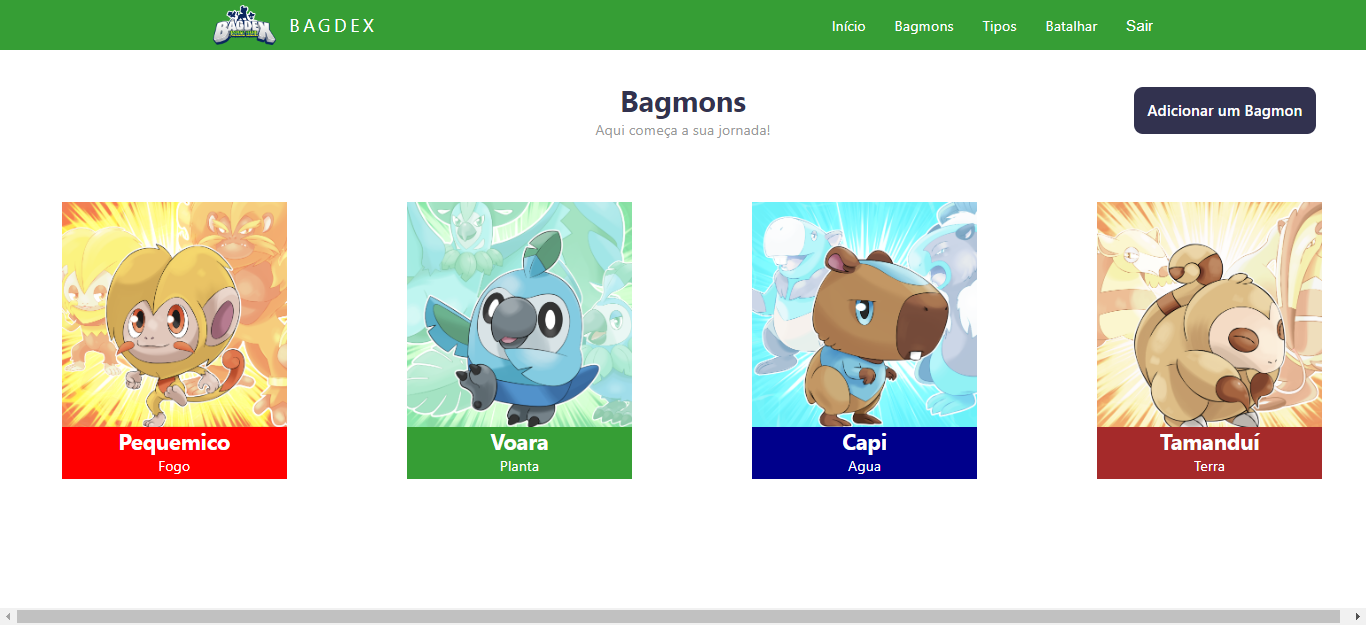 BAGDEX
BAGDEX
Início
Bagmons
Tipos
Batalhar
Sair
Bagmons
Aqui começa a sua jornada!
Adicionar um Bagmon
Pequemico
Fogo
Voara
Planta
Capi
Agua
Tamanduí
Terra